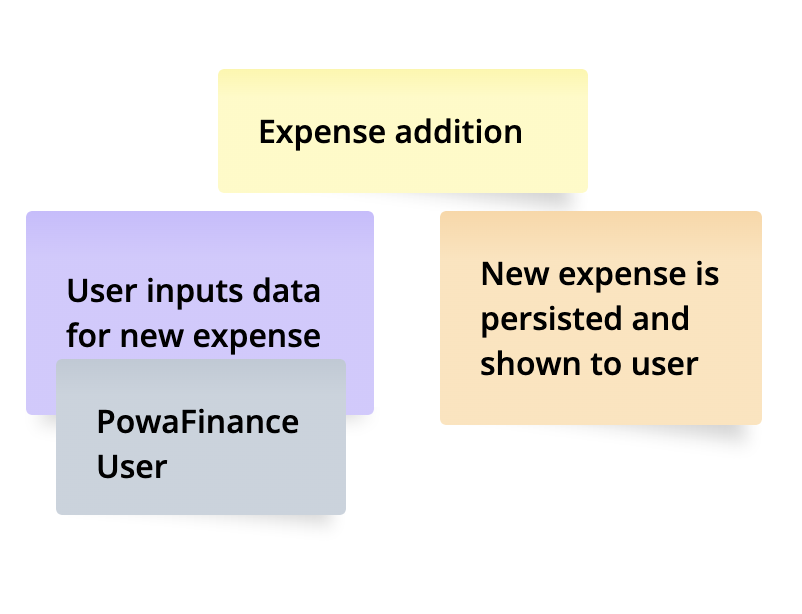 Expense addition
User inputs data
for new expense
New expense is
persisted and
shown to user
PowaFinance
User